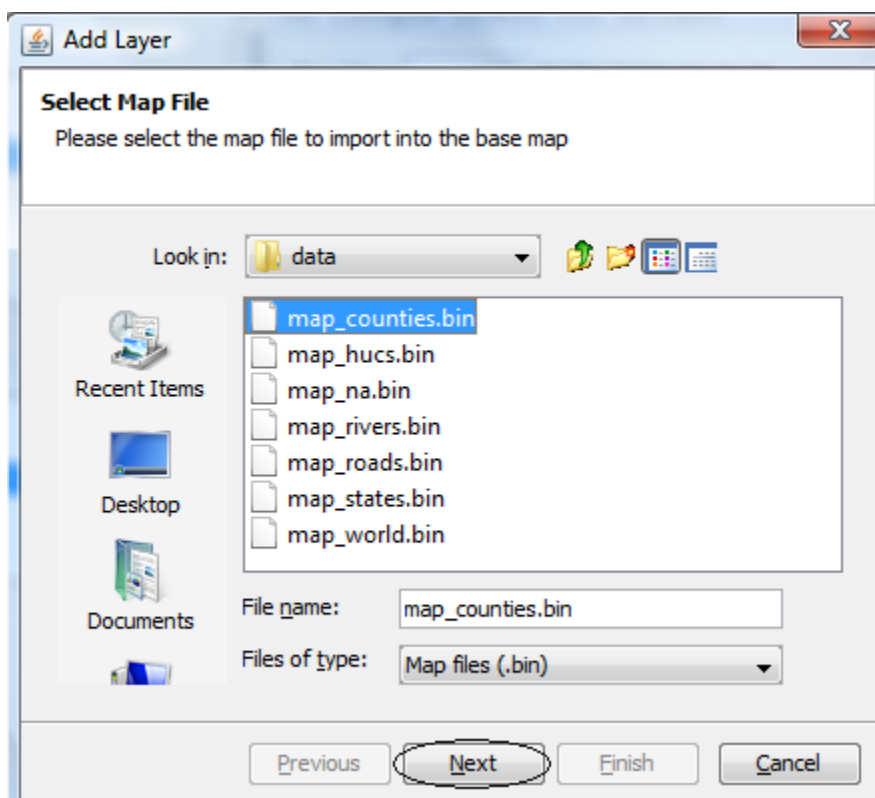 Add Layer
Select Map File
Please select the map file to import into the base map
Look in: data
map_counties.bin
map_hucs.bin
map_na.bin
map_rivers.bin
map_roads.bin
map_states.bin
map_world.bin
Recent Items
Desktop
Documents
File name: map_counties.bin
Files of type: Map files (.bin)
Previous Next Finish Cancel